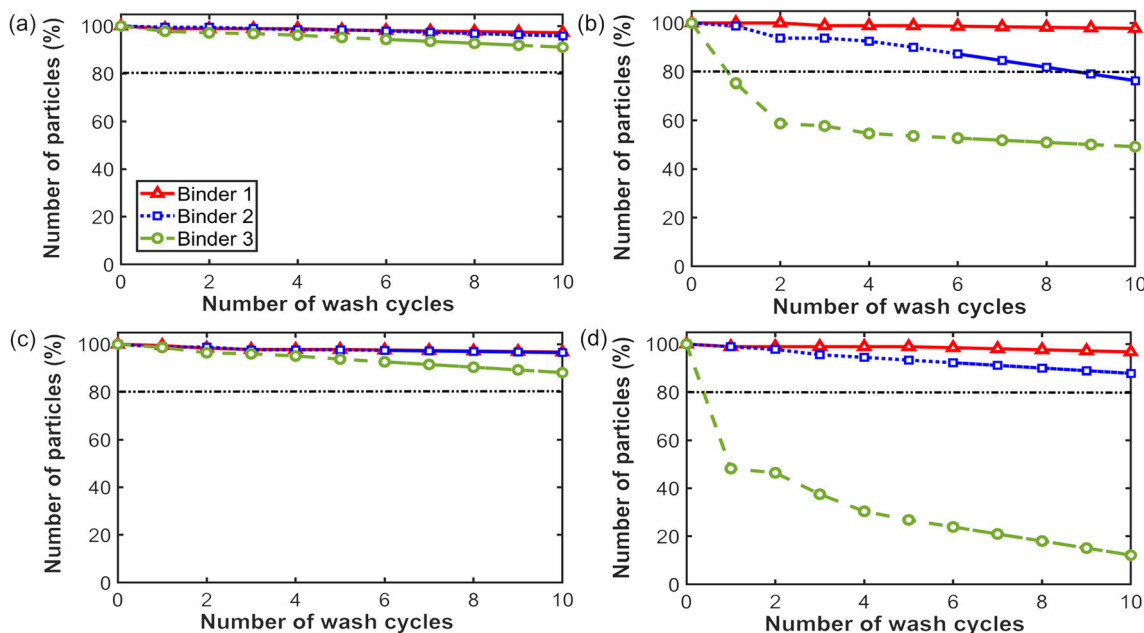 (a)
Number of particles (%)
100
80
60
40
20
0
Binder 1
Binder 2
Binder 3
0 2 4 6 8 10
Number of wash cycles
(b)
Number of particles (%)
100
80
60
40
20
0
0 2 4 6 8 10
Number of wash cycles
(c)
Number of particles (%)
100
80
60
40
20
0
0 2 4 6 8 10
Number of wash cycles
(d)
Number of particles (%)
100
80
60
40
20
0
0 2 4 6 8 10
Number of wash cycles